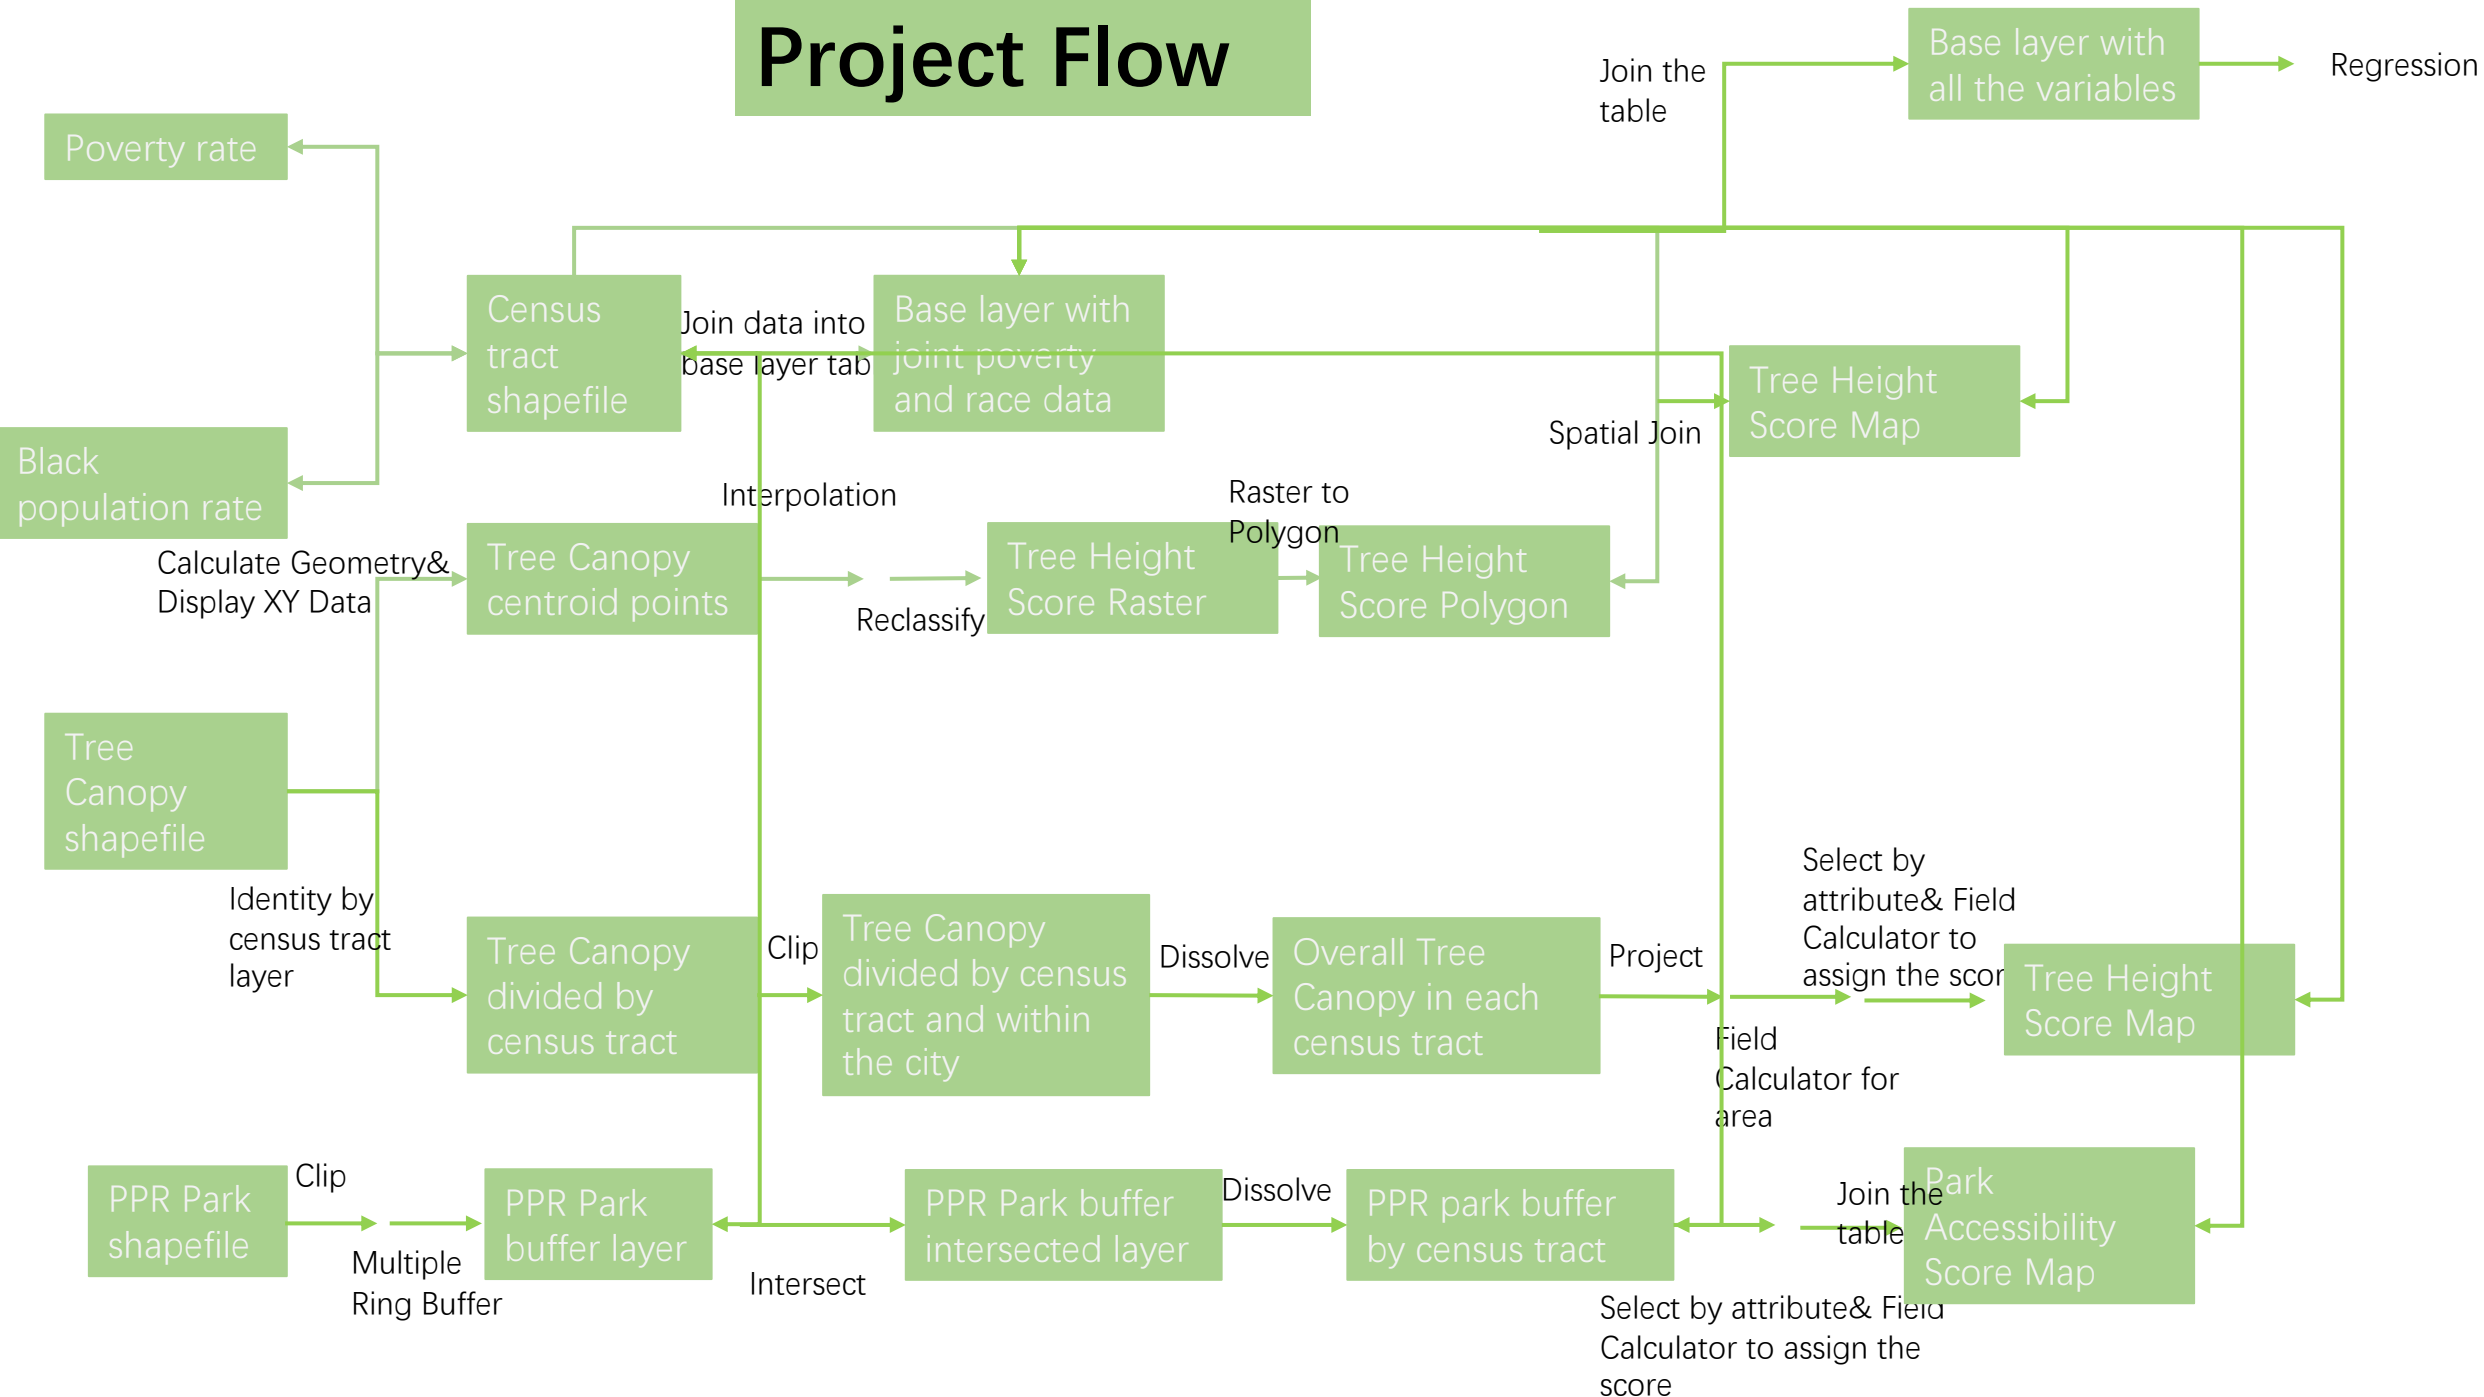 Project Flow
Base layer with
all the variables
Regression
Join the
table
Poverty rate
Census
tract
shapefile
Join data into
base layer tab
Base layer with
joint poverty
and race data
Tree Height
Score Map
Spatial Join
Black
population rate
Interpolation
Raster to
Polygon
Calculate Geometry&
Display XY Data
Tree Canopy
centroid points
Reclassify
Tree Height
Score Raster
Tree Height
Score Polygon
Tree
Canopy
shapefile
Identity by
census tract
layer
Tree Canopy
divided by
census tract
Clip
Tree Canopy
divided by census
tract and within
the city
Dissolve
Overall Tree
Canopy in each
census tract
Project
Select by
attribute& Field
Calculator to
assign the scor
Tree Height
Score Map
Field
Calculator for
area
PPR Park
shapefile
Clip
Multiple
Ring Buffer
PPR Park
buffer layer
Intersect
PPR Park buffer
intersected layer
Dissolve
PPR park buffer
by census tract
Join the
table
Park
Accessibility
Score Map
Select by attribute& Field
Calculator to assign the
score